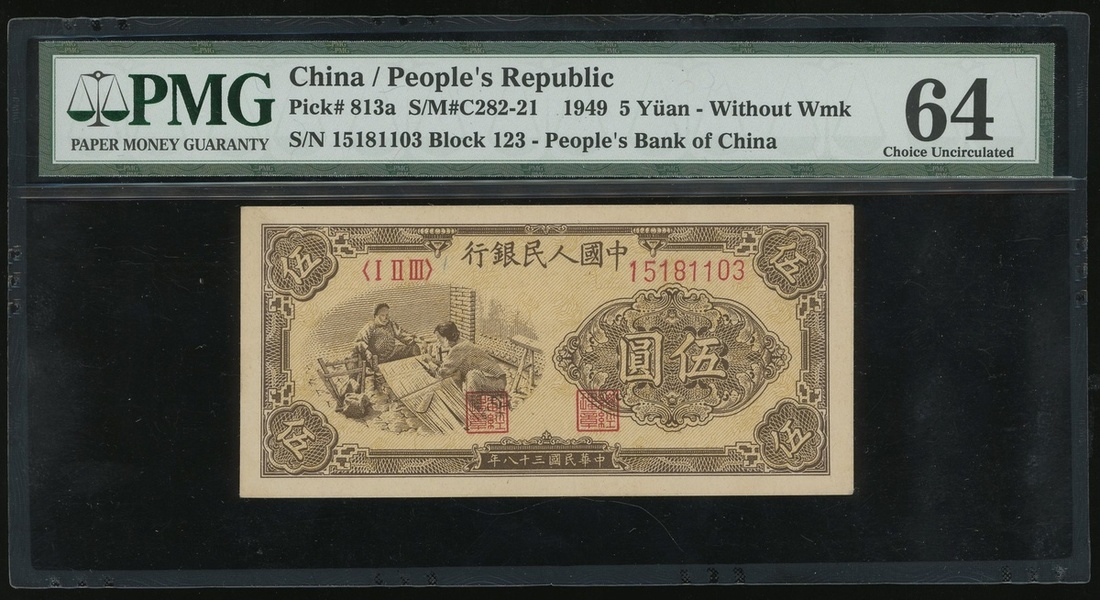 PMG
PAPER MONEY GUARANTY
China / People's Republic
Pick# 813a S/M#C282-21 1949 5 Yüan - Without Wmk
S/N 15181103 Block 123 - People's Bank of China
64
Choice Uncirculated
伍
行銀民人國中
伍
〈I II III〉
15181103
圓伍
伍
年八十三國民華中
伍